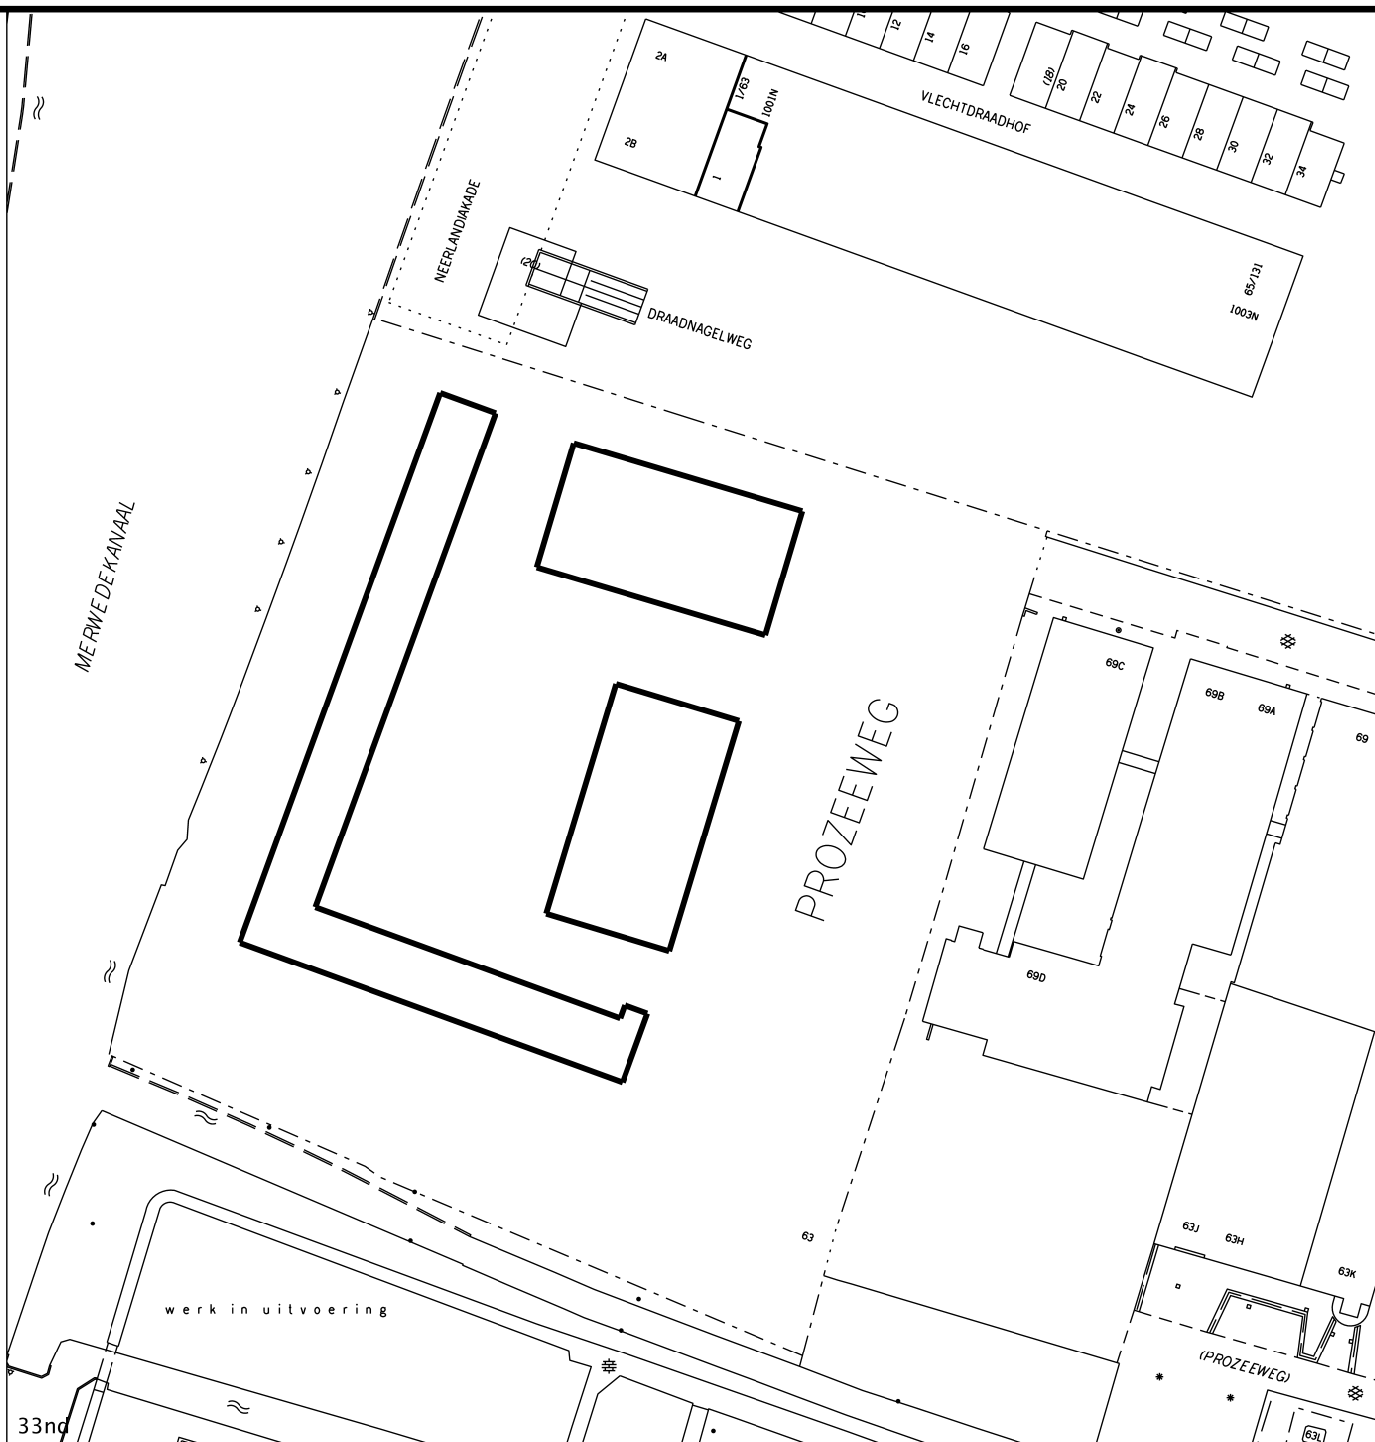 12
14
16
2A
1/63
1001N
(18)
20
22
24
26
28
30
32
34
VLECHTDRAADHOF
2B
1
NEERLANDIAKADE
(20)
DRAADNAGELWEG
65/131
1003N
MERWEDEKANAAL
69C
69B
69A
69
PROZEEWEG
69D
63
63J
63H
63K
werk in uitvoering
(PROZEEWEG)
33nd
63L